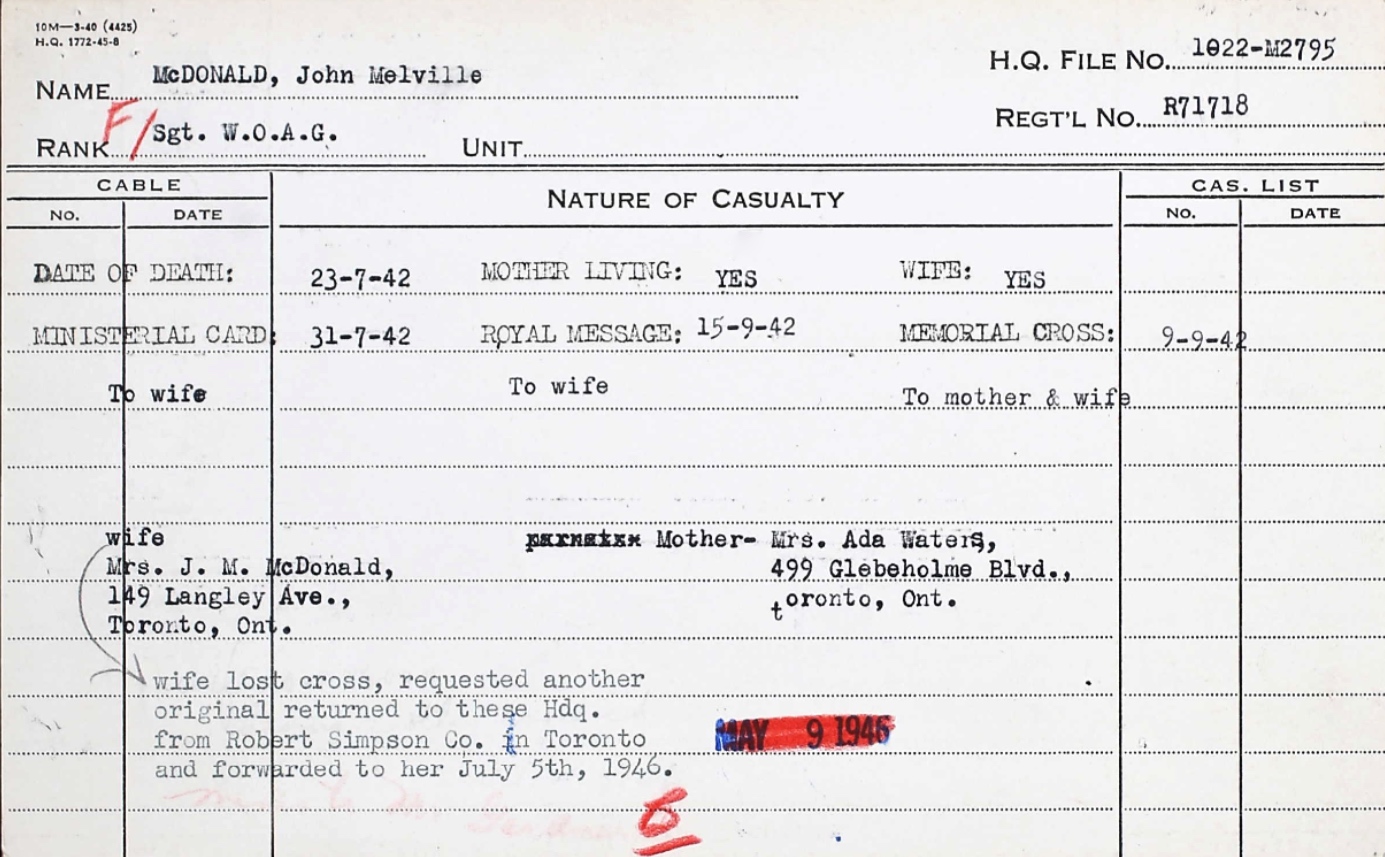 10M—3-40 (4425)
H.Q. 1772-45-8
NAME McDONALD, John Melville
H.Q. FILE NO. 1022-M2795
RANK F/Sgt. W.O.A.G. UNIT
REGT'L NO. R71718
CABLE NATURE OF CASUALTY CAS. LIST
NO. DATE NO. DATE
DATE OF DEATH: 23-7-42 MOTHER LIVING: YES WIFE: YES
MINISTERIAL CARD: 31-7-42 ROYAL MESSAGE: 15-9-42 MEMORIAL CROSS: 9-9-42
To wife To wife To mother & wife
wife Mother- Mrs. Ada Waters,
Mrs. J. M. McDonald, 499 Glebeholme Blvd.,
149 Langley Ave., toronto, Ont.
Toronto, Ont.
wife lost cross, requested another
original returned to these Hdq.
from Robert Simpson Co. in Toronto MAY 9 1946
and forwarded to her July 5th, 1946.
6